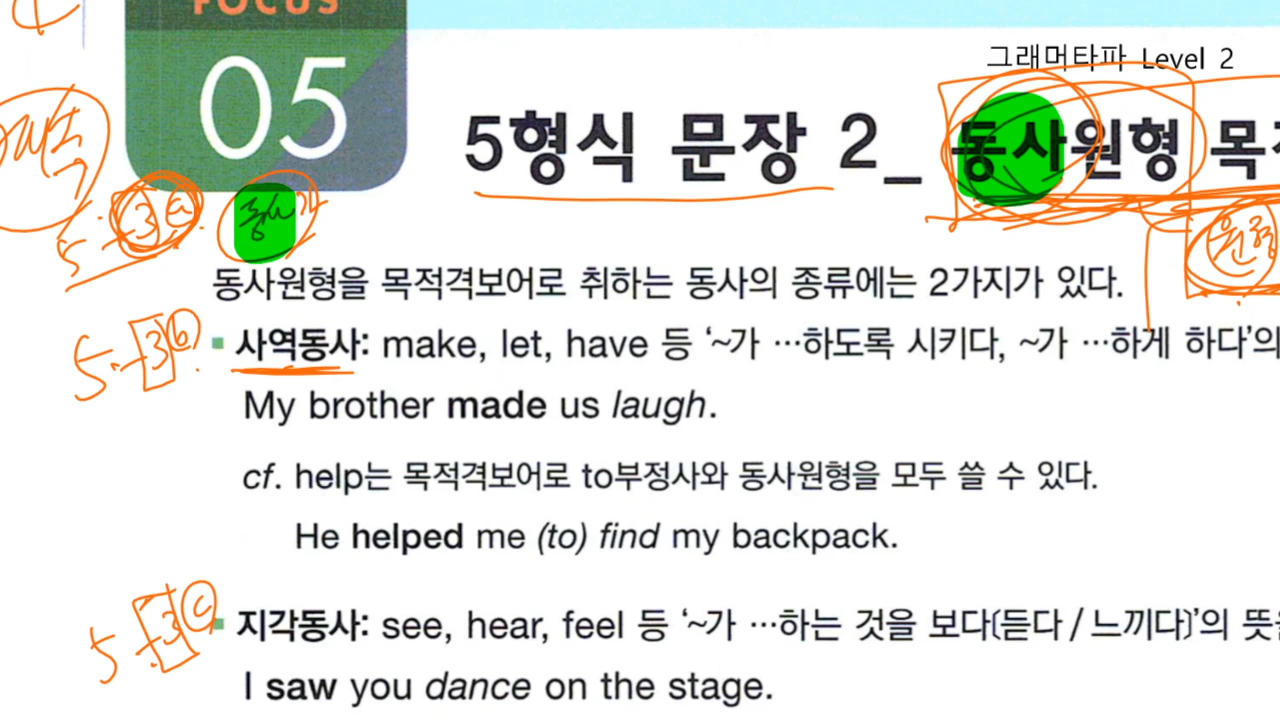 FOCUS
05
그래머타파 Level 2
5형식 문장 2_ 동사원형 목
5-3ⓐ
원형
동사원형을 목적격보어로 취하는 동사의 종류에는 2가지가 있다.
5-3ⓑ
사역동사: make, let, have 등 ‘~가 …하도록 시키다, ~가 …하게 하다’의
My brother made us laugh.
cf. help는 목적격보어로 to부정사와 동사원형을 모두 쓸 수 있다.
He helped me (to) find my backpack.
5-3ⓒ
지각동사: see, hear, feel 등 ‘~가 …하는 것을 보다(듣다/느끼다)’의 뜻
I saw you dance on the stage.